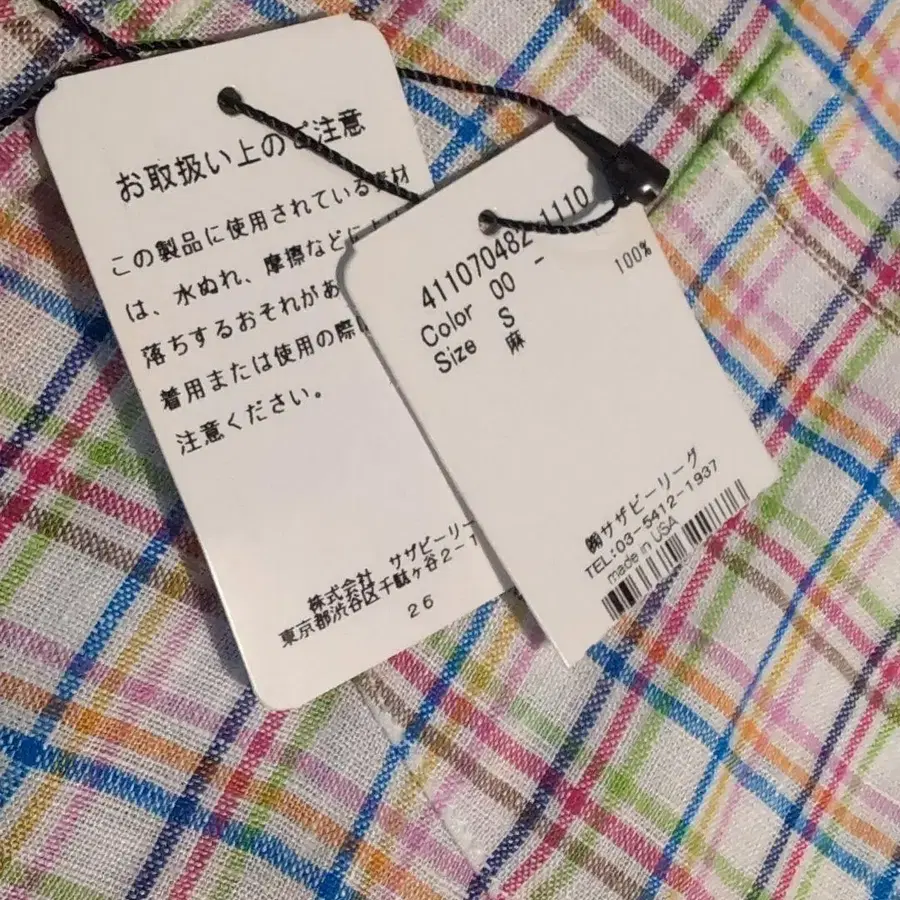 お取扱い上のご注意
この製品に使用されている素材
は、水ぬれ、摩擦などに
落ちするおそれがあ
着用または使用の際
注意ください。
株式会社 サザビーリー
東京都渋谷区千駄ヶ谷2-1
26
411070482-1110
Color 00 -
Size S
麻 100%
㈱サザビーリーグ
TEL:03-5412-1937
made in USA